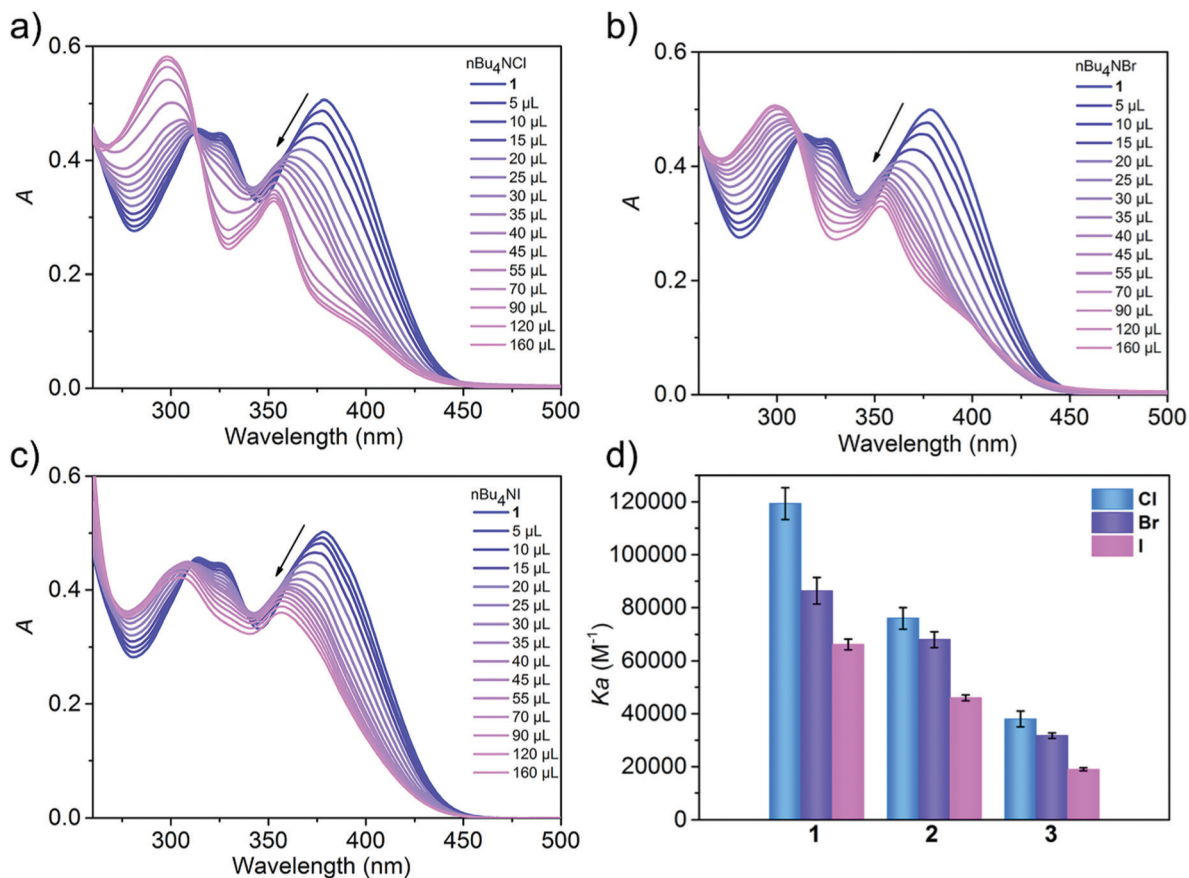 a)
0.6
0.4
0.2
0.0
A
300
350
400
450
500
Wavelength (nm)
nBu4NCl
1
5 µL
10 µL
15 µL
20 µL
25 µL
30 µL
35 µL
40 µL
45 µL
55 µL
70 µL
90 µL
120 µL
160 µL
b)
0.6
0.4
0.2
0.0
A
300
350
400
450
500
Wavelength (nm)
nBu4NBr
1
5 µL
10 µL
15 µL
20 µL
25 µL
30 µL
35 µL
40 µL
45 µL
55 µL
70 µL
90 µL
120 µL
160 µL
c)
0.6
0.4
0.2
0.0
A
300
350
400
450
500
Wavelength (nm)
nBu4NI
1
5 µL
10 µL
15 µL
20 µL
25 µL
30 µL
35 µL
40 µL
45 µL
55 µL
70 µL
90 µL
120 µL
160 µL
d)
120000
100000
80000
60000
40000
20000
0
Ka (M-1)
1
2
3
Cl
Br
I